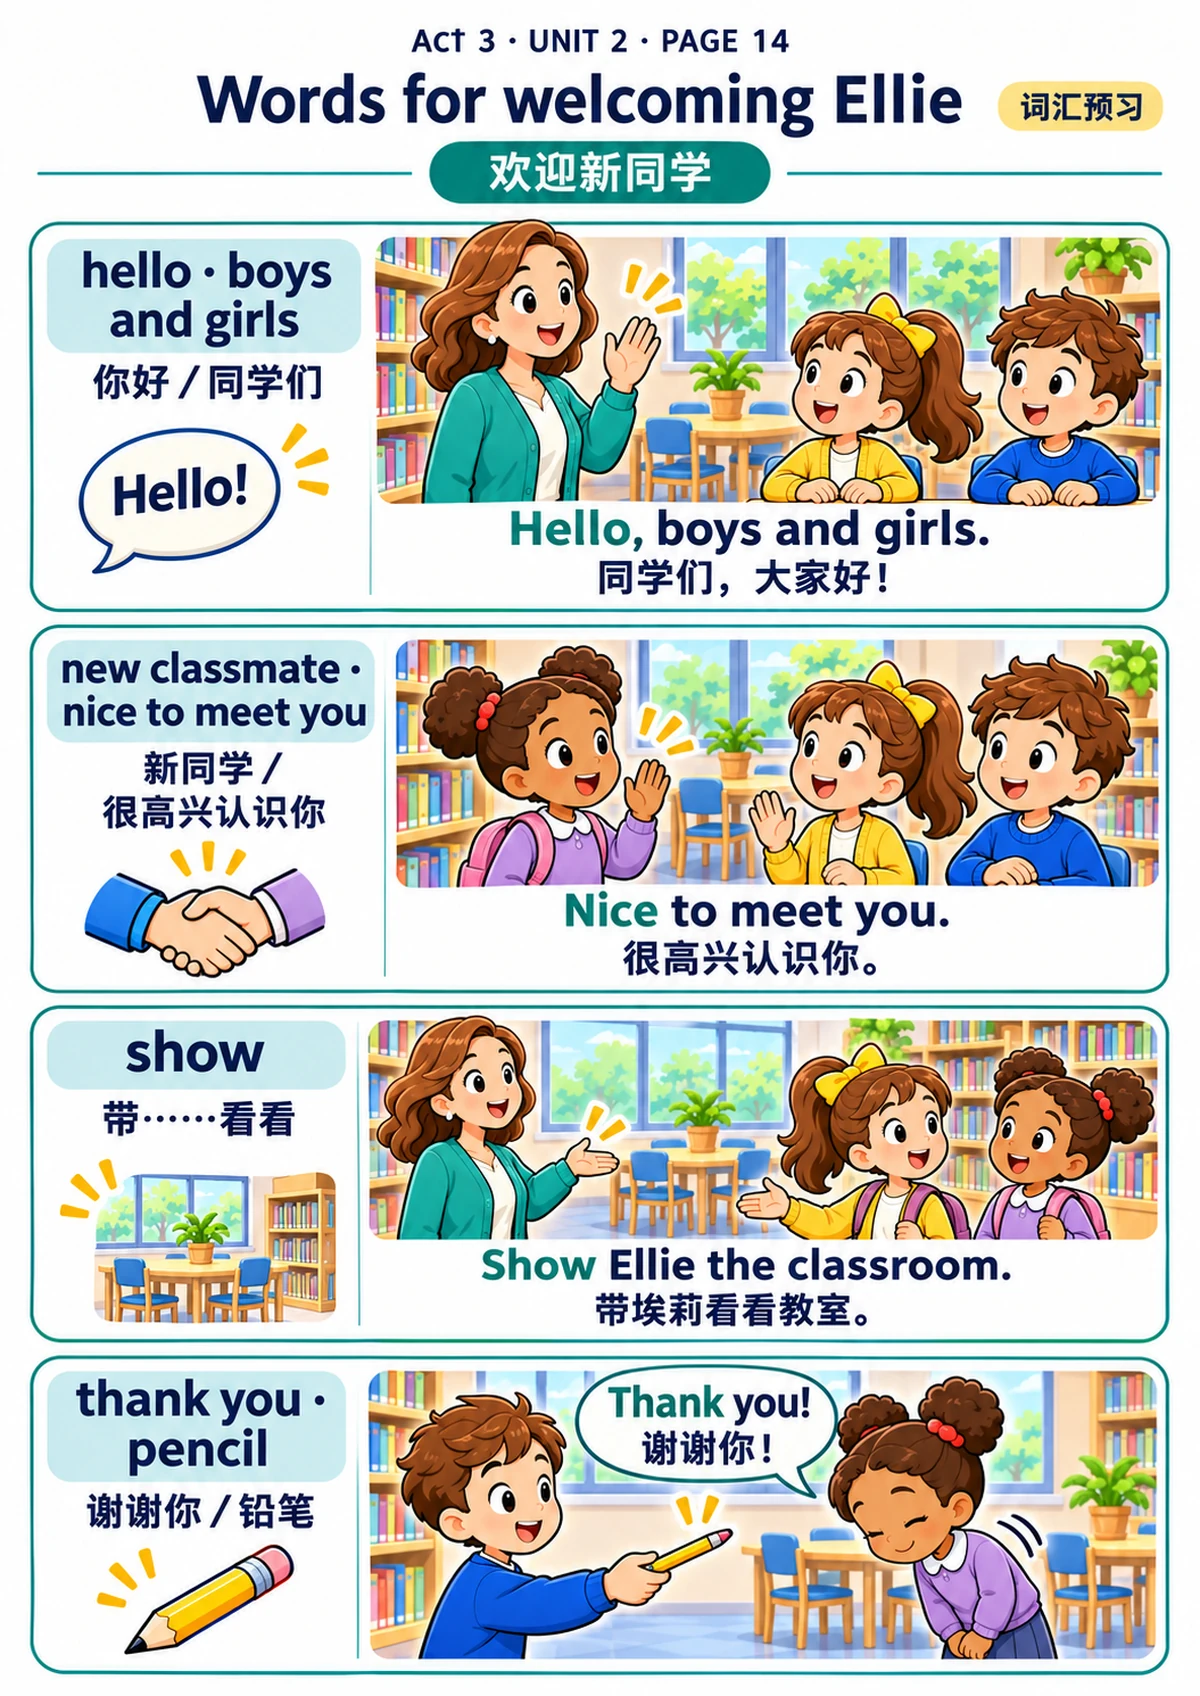 ACT 3 · UNIT 2 · PAGE 14
Words for welcoming Ellie
词汇预习
欢迎新同学
hello · boys
and girls
你好 / 同学们
Hello!
Hello, boys and girls.
同学们，大家好！
new classmate ·
nice to meet you
新同学 /
很高兴认识你
Nice to meet you.
很高兴认识你。
show
带……看看
Show Ellie the classroom.
带埃莉看看教室。
thank you ·
pencil
谢谢你 / 铅笔
Thank you!
谢谢你！